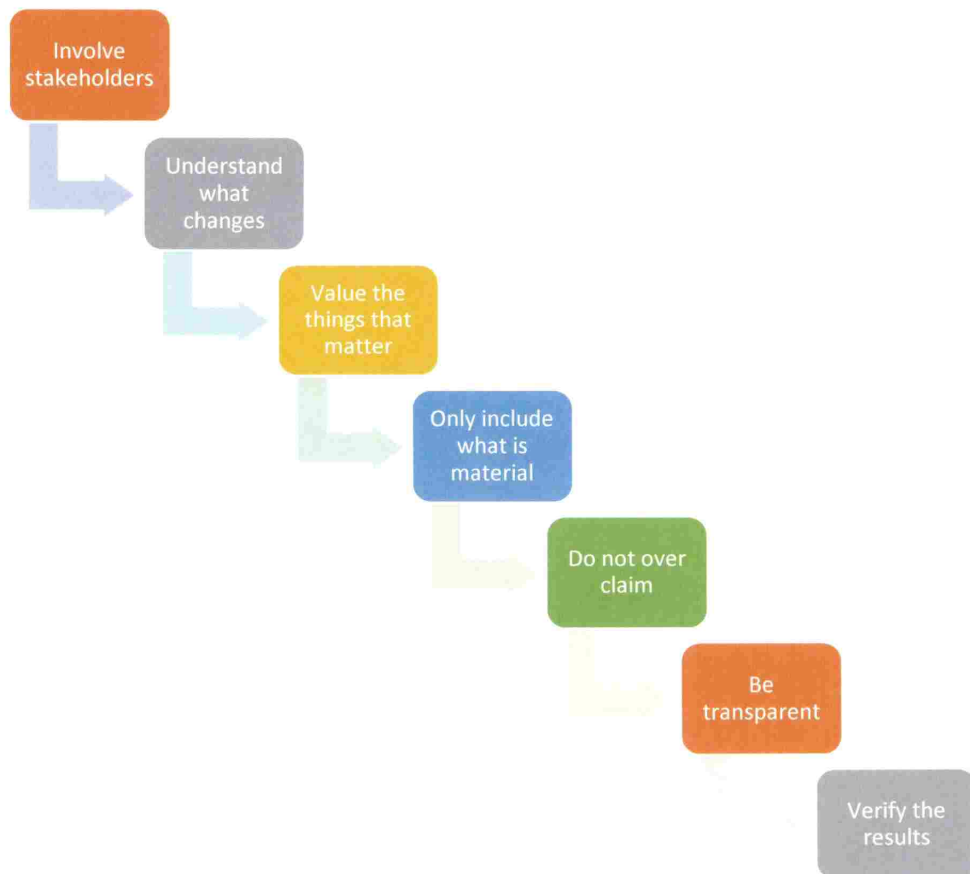 Involve
stakeholders
Understand
what
changes
Value the
things that
matter
Only include
what is
material
Do not over
claim
Be
transparent
Verify the
results